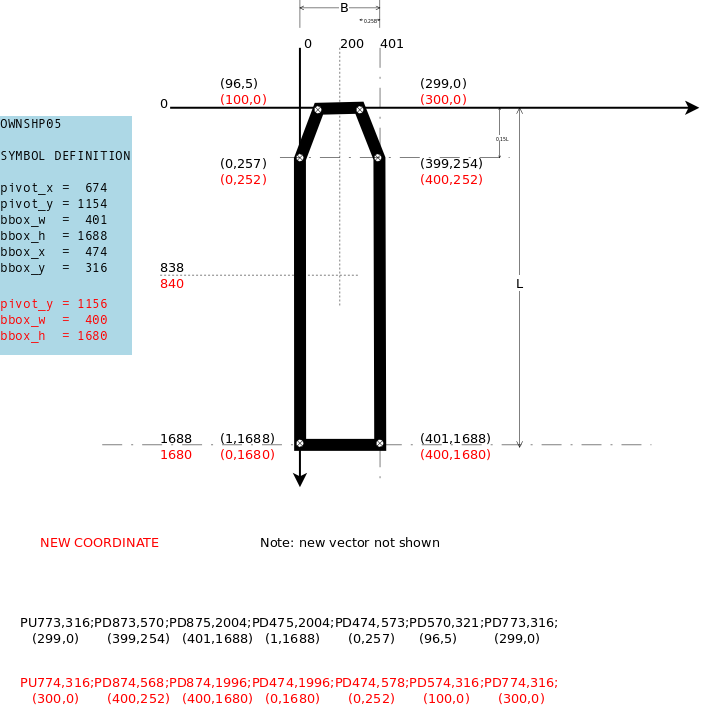 B
0.25B
0 200 401
(96,5) (299,0)
0 (100,0) (300,0)
OWNSHP05
0.15L
SYMBOL DEFINITION
(0,257) (399,254)
(0,252) (400,252)
pivot_x = 674
pivot_y = 1154
bbox_w = 401
bbox_h = 1688
bbox_x = 474
bbox_y = 316
838
840
L
pivot_y = 1156
bbox_w = 400
bbox_h = 1680
1688 (1,1688) (401,1688)
1680 (0,1680) (400,1680)
NEW COORDINATE Note: new vector not shown
PU773,316;PD873,570;PD875,2004;PD475,2004;PD474,573;PD570,321;PD773,316;
(299,0) (399,254) (401,1688) (1,1688) (0,257) (96,5) (299,0)
PU774,316;PD874,568;PD874,1996;PD474,1996;PD474,578;PD574,316;PD774,316;
(300,0) (400,252) (400,1680) (0,1680) (0,252) (100,0) (300,0)